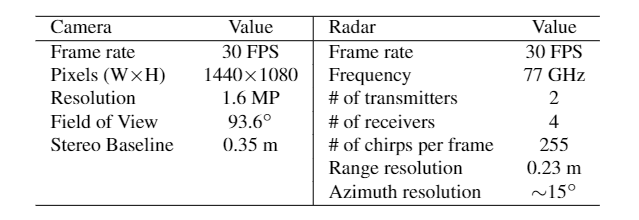 Camera Value Radar Value
Frame rate 30 FPS Frame rate 30 FPS
Pixels (W×H) 1440×1080 Frequency 77 GHz
Resolution 1.6 MP # of transmitters 2
Field of View 93.6° # of receivers 4
Stereo Baseline 0.35 m # of chirps per frame 255
Range resolution 0.23 m
Azimuth resolution ∼15°